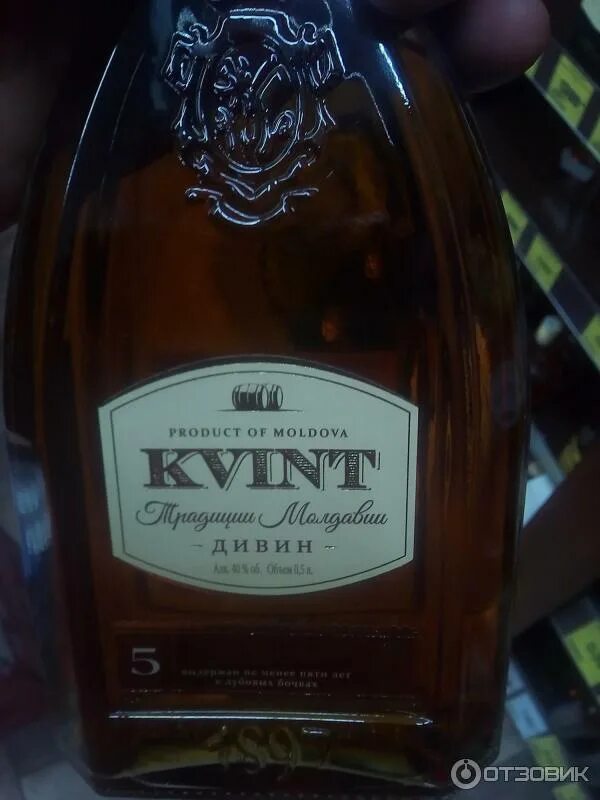 PRODUCT OF MOLDOVA
KVINT
Традиции Молдавии
- ДИВИН -
Алк. 40 % об. Объем 0,5 л.
5
выдержан не менее пяти лет
в дубовых бочках
1897
ОТЗОВИК